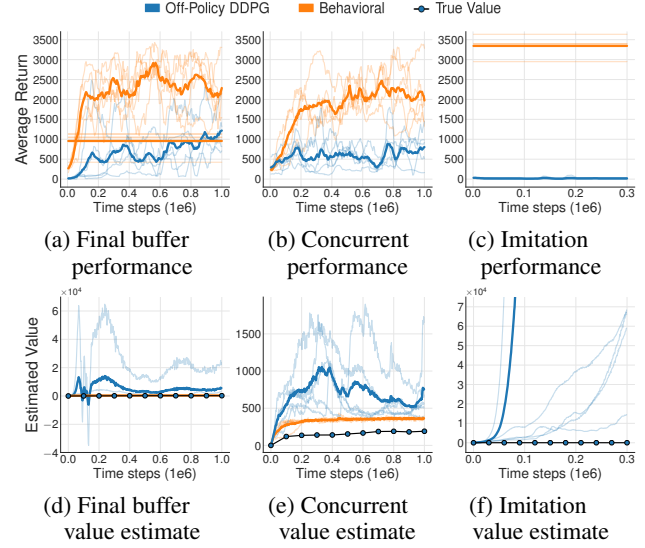 Off-Policy DDPG Behavioral True Value
Average Return
3500
3000
2500
2000
1500
1000
500
0
0.0 0.2 0.4 0.6 0.8 1.0
Time steps (1e6)
(a) Final buffer
performance
3500
3000
2500
2000
1500
1000
500
0
0.0 0.2 0.4 0.6 0.8 1.0
Time steps (1e6)
(b) Concurrent
performance
3500
3000
2500
2000
1500
1000
500
0
0.0 0.1 0.2 0.3
Time steps (1e6)
(c) Imitation
performance
Estimated Value
×10⁴
6
4
2
0
−2
−4
0.0 0.2 0.4 0.6 0.8 1.0
Time steps (1e6)
(d) Final buffer
value estimate
1500
1000
500
0
0.0 0.2 0.4 0.6 0.8 1.0
Time steps (1e6)
(e) Concurrent
value estimate
×10⁴
7
6
5
4
3
2
1
0
0.0 0.1 0.2 0.3
Time steps (1e6)
(f) Imitation
value estimate